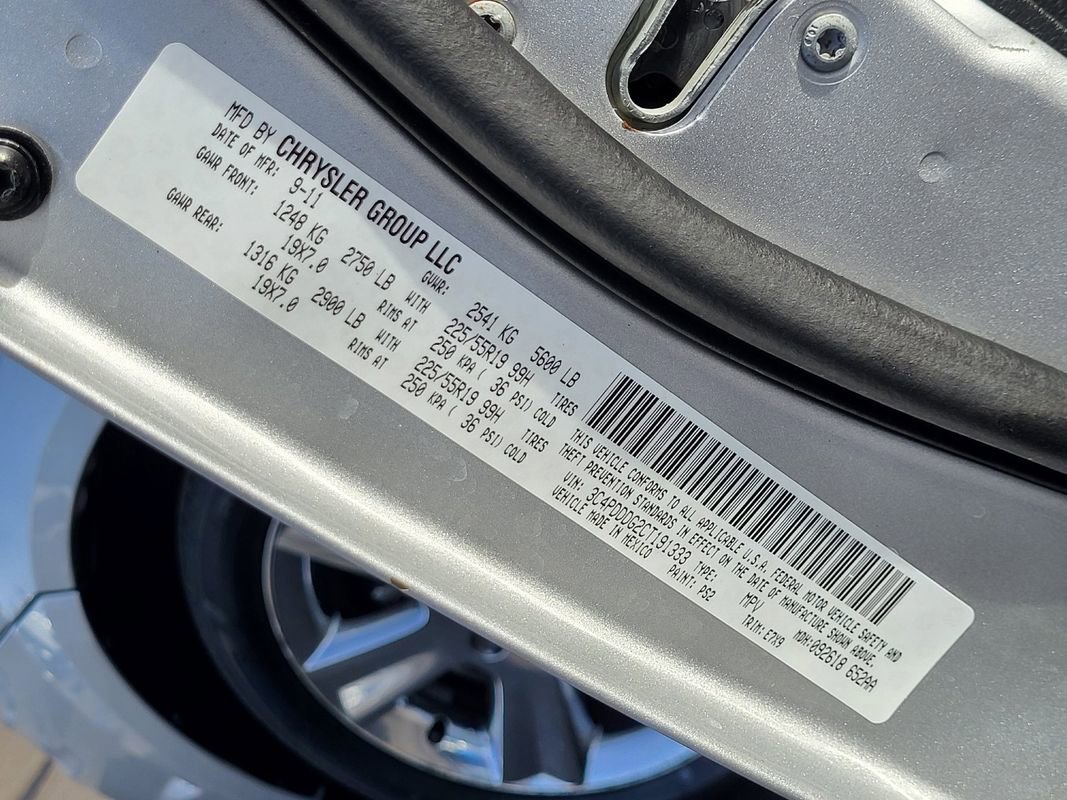 MFD BY CHRYSLER GROUP LLC
DATE OF MFR: 9-11 GVWR: 2541 KG 5600 LB
GAWR FRONT: 1248 KG 2750 LB WITH 225/55R19 99H TIRES
19X7.0 RIMS AT 250 KPA ( 36 PSI) COLD
GAWR REAR: 1316 KG 2900 LB WITH 225/55R19 99H TIRES
19X7.0 RIMS AT 250 KPA ( 36 PSI) COLD
THIS VEHICLE CONFORMS TO ALL APPLICABLE U.S.A. FEDERAL MOTOR VEHICLE SAFETY AND
THEFT PREVENTION STANDARDS IN EFFECT ON THE DATE OF MANUFACTURE SHOWN ABOVE.
VIN: 3C4PDDDG2CT191333 TYPE: MPV MDH:092618 652AA
VEHICLE MADE IN MEXICO PAINT: PS2 TRIM: E7X9